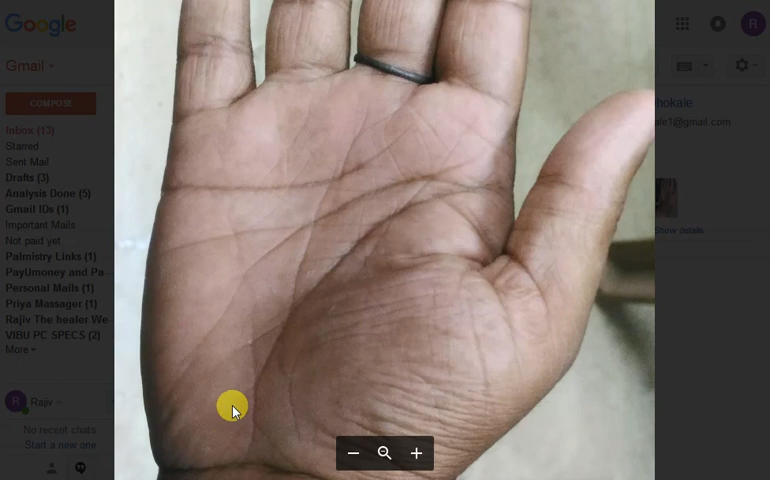 Google
Gmail
COMPOSE
Inbox (13)
Starred
Sent Mail
Drafts (3)
Analysis Done (5)
Gmail IDs (1)
Important Mails
Not paid yet
Palmistry Links (1)
PayUmoney and Pa
Personal Mails (1)
Priya Massager (1)
Rajiv The healer We
VIBU PC SPECS (2)
More
R Rajiv
No recent chats
Start a new one
R
hokale
ale1@gmail.com
Show details